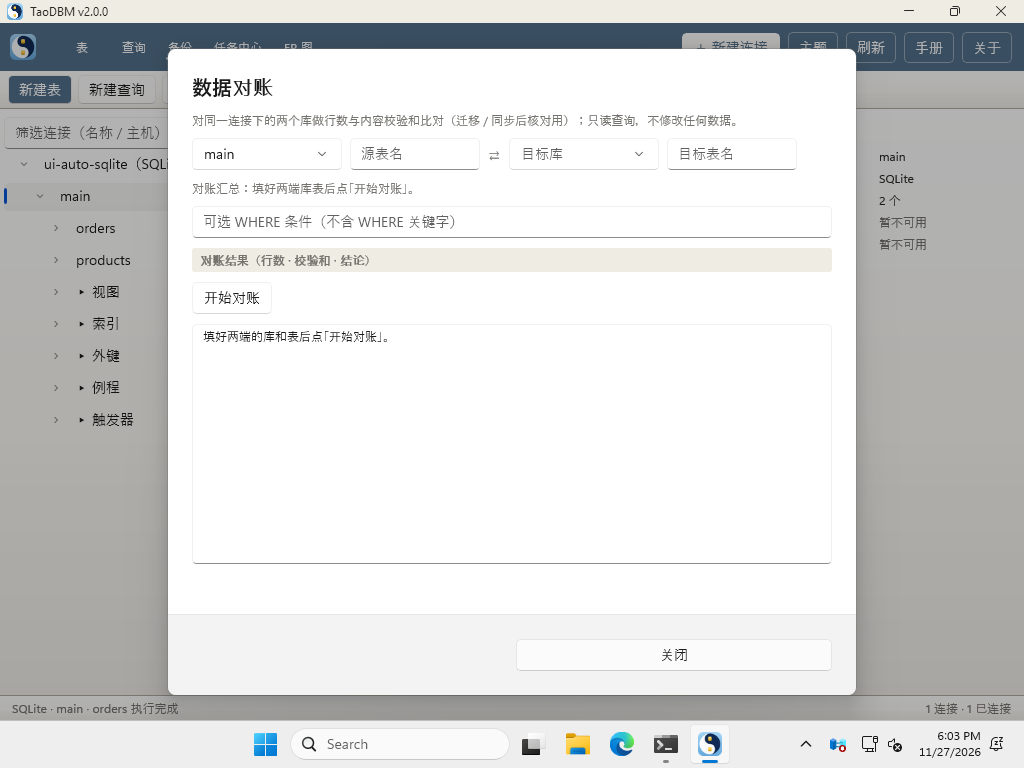 TaoDBM v2.0.0
表 查询 备份 任务中心 ER 图 + 新建连接 主题 刷新 手册 关于
新建表 新建查询
筛选连接（名称 / 主机）
ui-auto-sqlite（SQLi
main
orders
products
▸ 视图
▸ 索引
▸ 外键
▸ 例程
▸ 触发器
数据对账
对同一连接下的两个库做行数与内容校验和比对（迁移 / 同步后核对用）；只读查询，不修改任何数据。
main 源表名 ⇄ 目标库 目标表名
对账汇总：填好两端库表后点「开始对账」。
可选 WHERE 条件（不含 WHERE 关键字）
对账结果（行数 · 校验和 · 结论）
开始对账
填好两端的库和表后点「开始对账」。
关闭
main
SQLite
2 个
暂不可用
暂不可用
SQLite · main · orders 执行完成 1 连接 · 1 已连接
Search
6:03 PM
11/27/2026